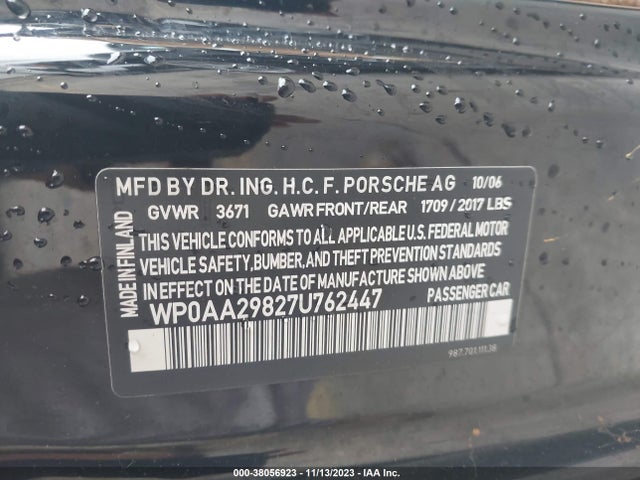 MFD BY DR. ING. H.C. F. PORSCHE AG 10/06
GVWR 3671 GAWR FRONT/REAR 1709 / 2017 LBS
THIS VEHICLE CONFORMS TO ALL APPLICABLE U.S. FEDERAL MOTOR
VEHICLE SAFETY, BUMBER, AND THEFT PREVENTION STANDARDS
IN EFFECT ON THE DATE OF MANUFACTURE SHOWN ABOVE
WP0AA29827U762447 PASSENGER CAR
987.701.111.38
MADE IN FINLAND
000-38056923 - 11/13/2023 - IAA Inc.